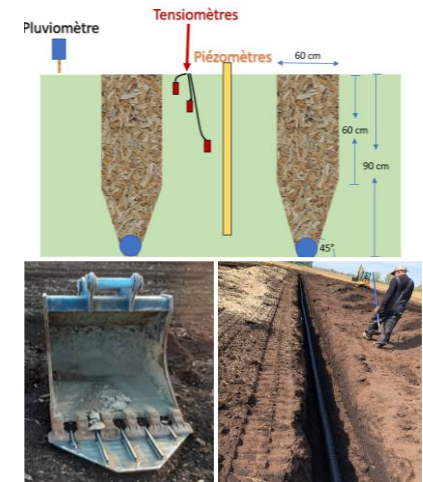 Tensiomètres
Pluviomètre
Piézomètres
60 cm
60 cm
90 cm
45°